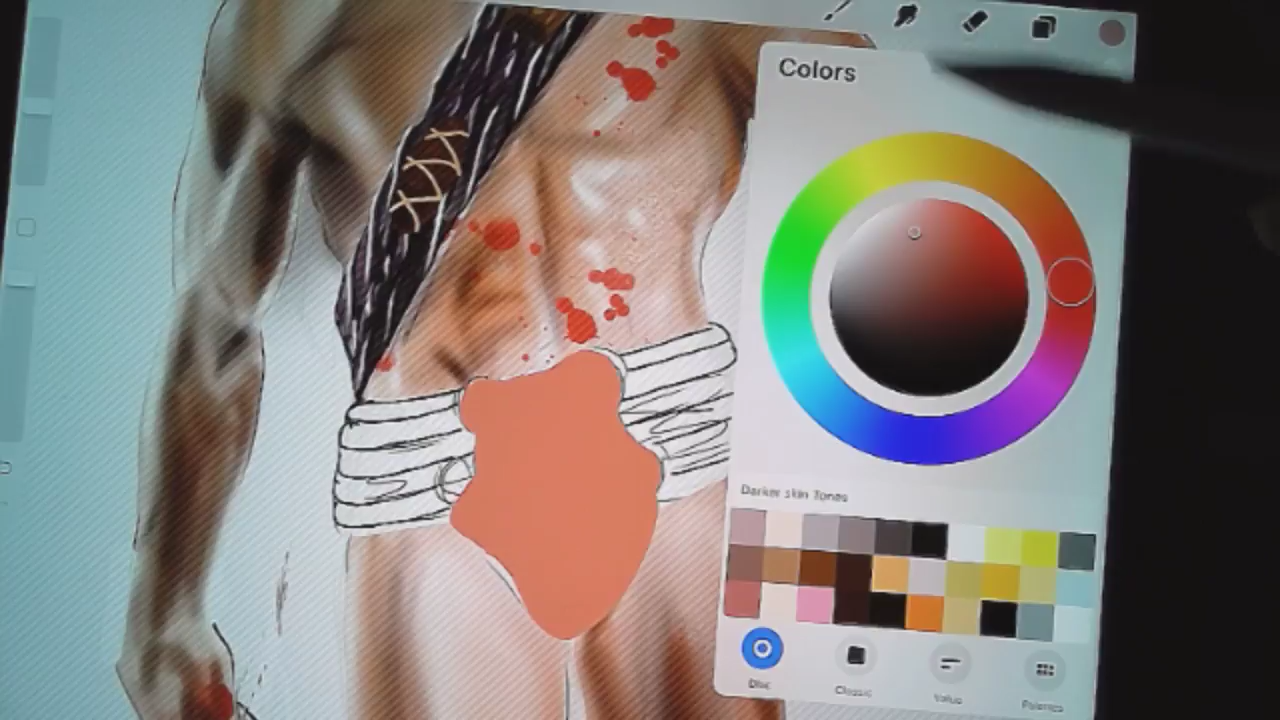 Colors
Darker skin Tones
Disc
Classic
Value
Palettes